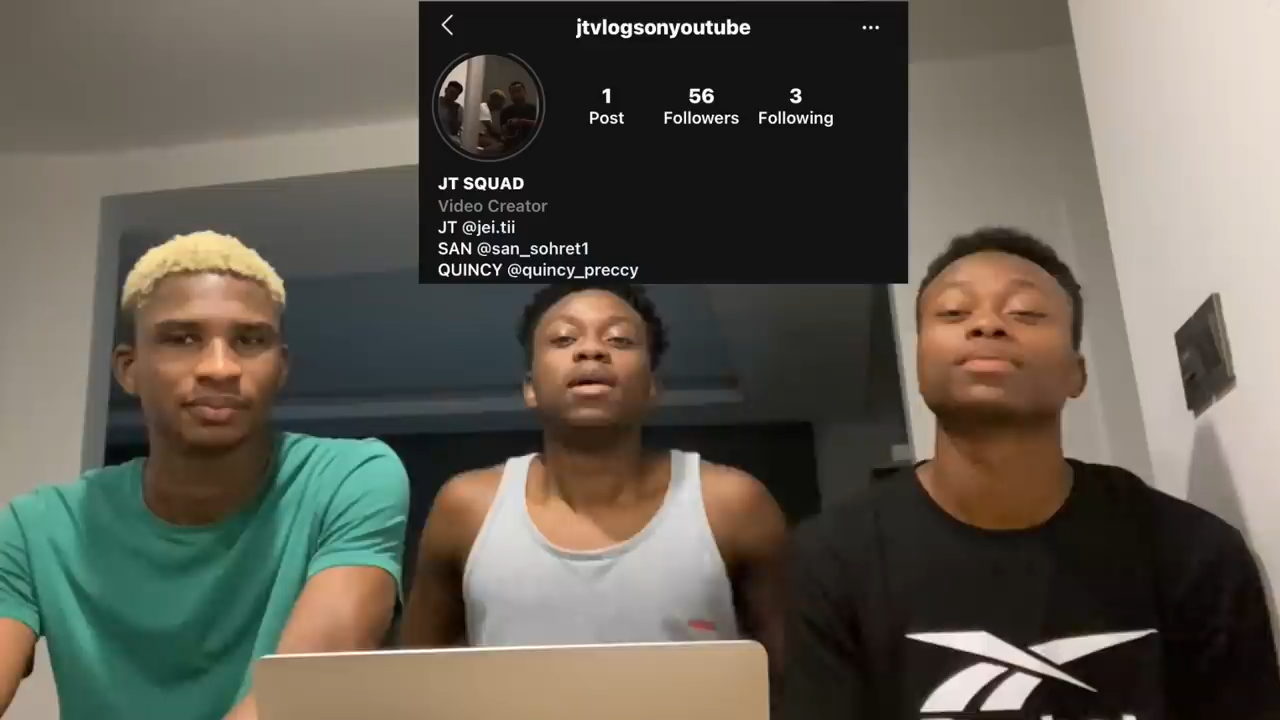 jtvlogsonyoutube
1
56
3
Post
Followers
Following
JT SQUAD
Video Creator
JT @jei.tii
SAN @san_sohret1
QUINCY @quincy_preccy